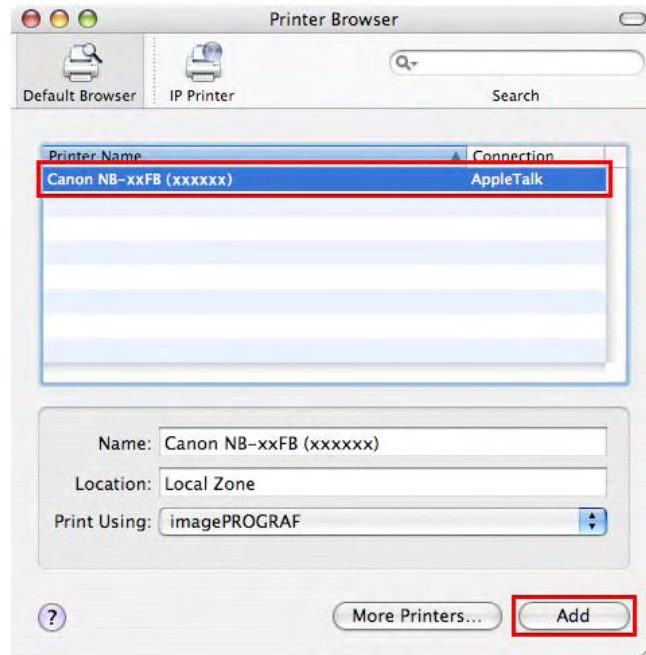 Printer Browser
Default Browser
IP Printer
Search
Printer Name
Connection
Canon NB-xxFB (xxxxxx)
AppleTalk
Name: Canon NB-xxFB (xxxxxx)
Location: Local Zone
Print Using: imagePROGRAF
?
More Printers...
Add